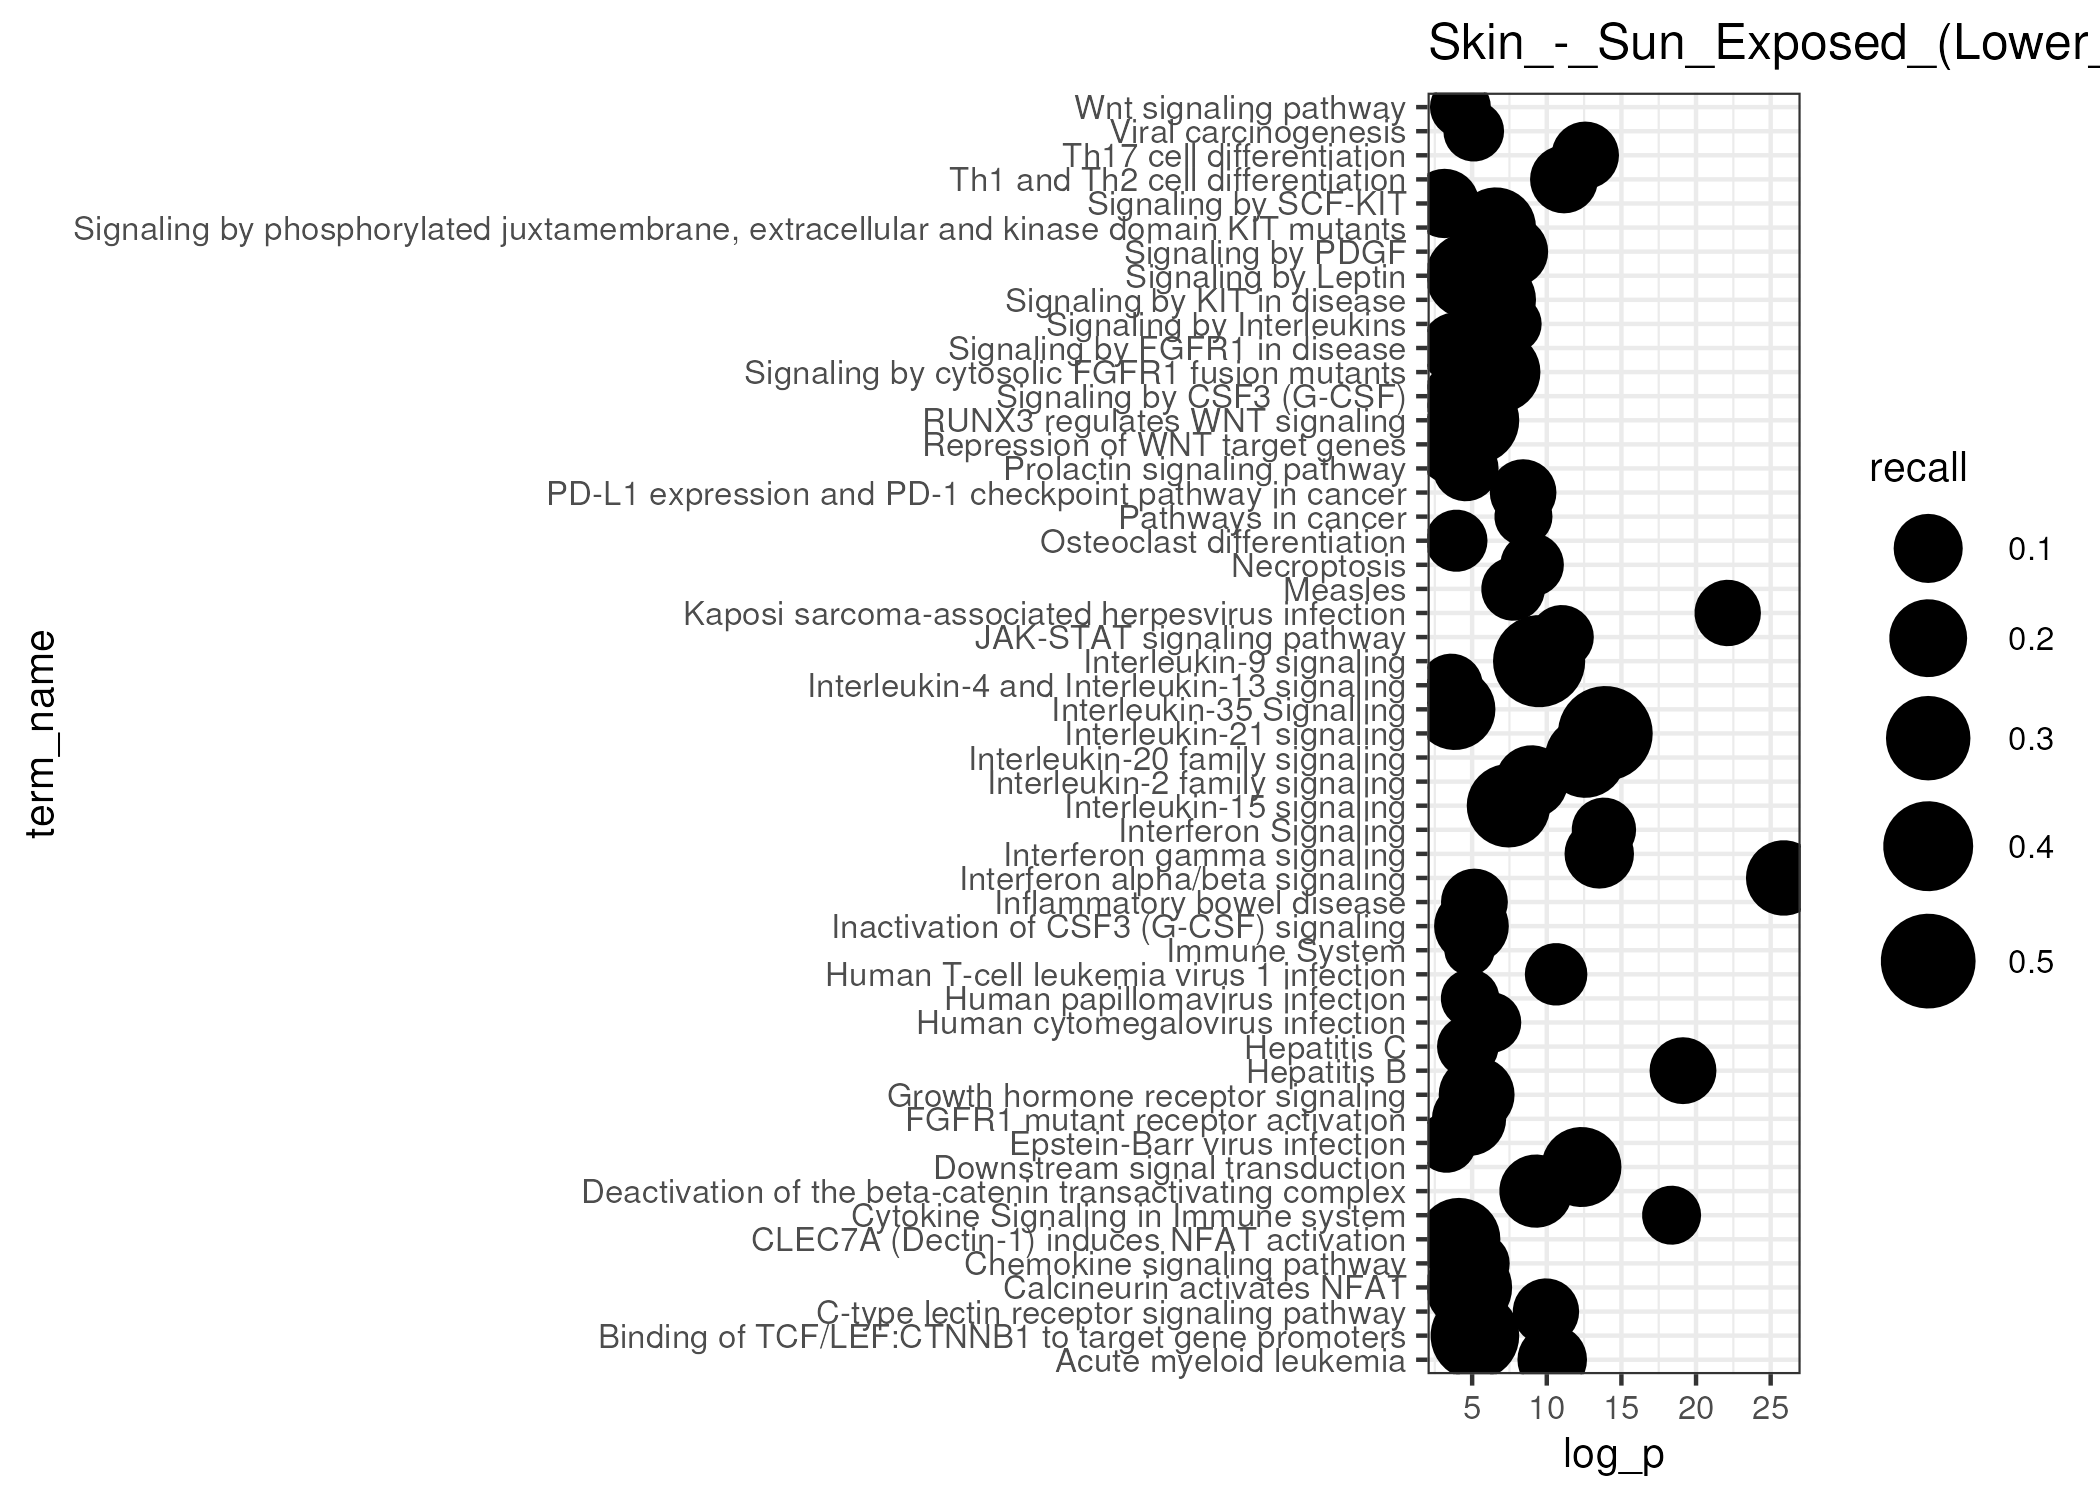 Skin_-_Sun_Exposed_(Lower_
Wnt signaling pathway
Viral carcinogenesis
Th17 cell differentiation
Th1 and Th2 cell differentiation
Signaling by SCF-KIT
Signaling by phosphorylated juxtamembrane, extracellular and kinase domain KIT mutants
Signaling by PDGF
Signaling by Leptin
Signaling by KIT in disease
Signaling by Interleukins
Signaling by FGFR1 in disease
Signaling by cytosolic FGFR1 fusion mutants
Signaling by CSF3 (G-CSF)
RUNX3 regulates WNT signaling
Repression of WNT target genes
Prolactin signaling pathway
PD-L1 expression and PD-1 checkpoint pathway in cancer
Pathways in cancer
Osteoclast differentiation
Necroptosis
Measles
Kaposi sarcoma-associated herpesvirus infection
JAK-STAT signaling pathway
Interleukin-9 signaling
Interleukin-4 and Interleukin-13 signaling
Interleukin-35 Signalling
Interleukin-21 signaling
Interleukin-20 family signaling
Interleukin-2 family signaling
Interleukin-15 signaling
Interferon Signaling
Interferon gamma signaling
Interferon alpha/beta signaling
Inflammatory bowel disease
Inactivation of CSF3 (G-CSF) signaling
Immune System
Human T-cell leukemia virus 1 infection
Human papillomavirus infection
Human cytomegalovirus infection
Hepatitis C
Hepatitis B
Growth hormone receptor signaling
FGFR1 mutant receptor activation
Epstein-Barr virus infection
Downstream signal transduction
Deactivation of the beta-catenin transactivating complex
Cytokine Signaling in Immune system
CLEC7A (Dectin-1) induces NFAT activation
Chemokine signaling pathway
Calcineurin activates NFAT
C-type lectin receptor signaling pathway
Binding of TCF/LEF:CTNNB1 to target gene promoters
Acute myeloid leukemia
term_name
5 10 15 20 25
log_p
recall
0.1
0.2
0.3
0.4
0.5